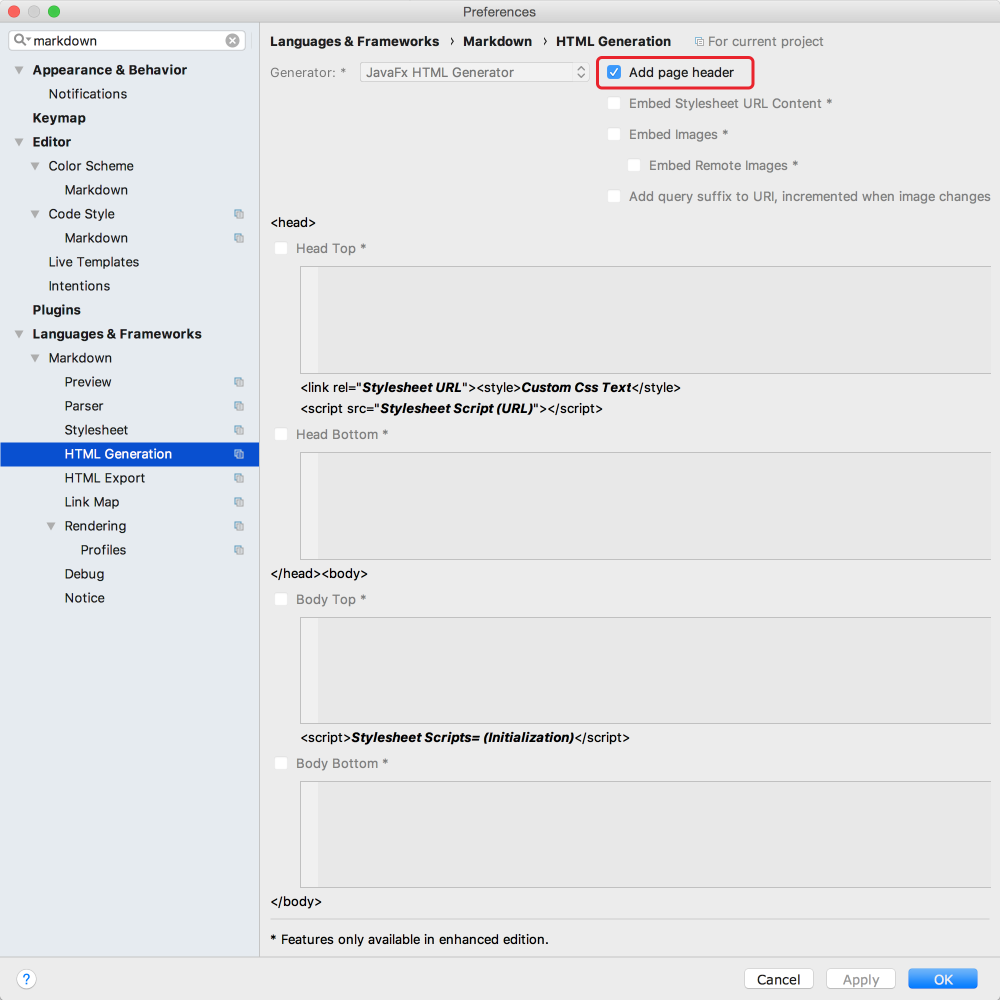 Preferences
markdown
Appearance & Behavior
Notifications
Keymap
Editor
Color Scheme
Markdown
Code Style
Markdown
Live Templates
Intentions
Plugins
Languages & Frameworks
Markdown
Preview
Parser
Stylesheet
HTML Generation
HTML Export
Link Map
Rendering
Profiles
Debug
Notice
Languages & Frameworks › Markdown › HTML Generation For current project
Generator: * JavaFx HTML Generator Add page header
Embed Stylesheet URL Content *
Embed Images *
Embed Remote Images *
Add query suffix to URI, incremented when image changes
<head>
Head Top *
<link rel="Stylesheet URL"><style>Custom Css Text</style>
<script src="Stylesheet Script (URL)"></script>
Head Bottom *
</head><body>
Body Top *
<script>Stylesheet Scripts= (Initialization)</script>
Body Bottom *
</body>
* Features only available in enhanced edition.
? Cancel Apply OK